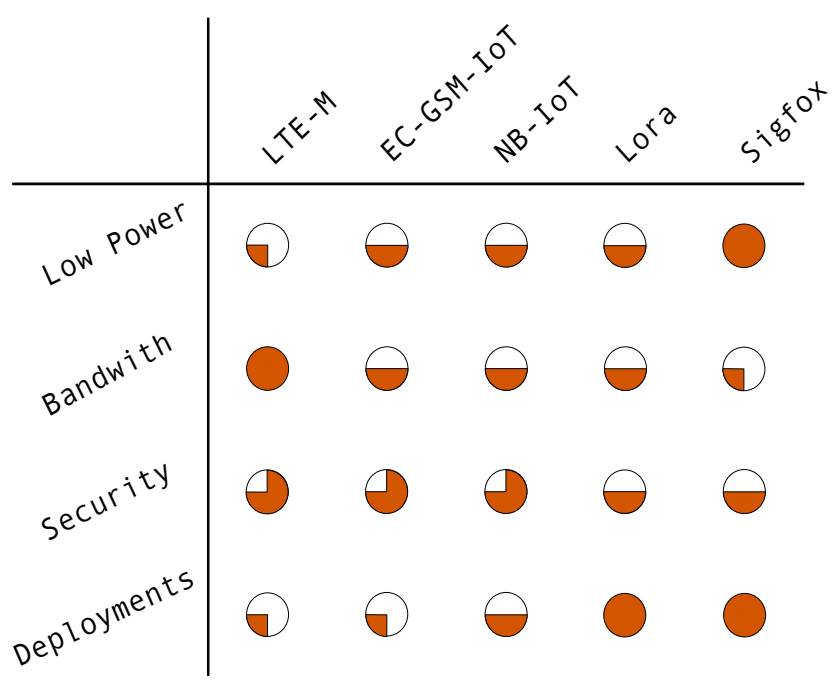 LTE-M
EC-GSM-IoT
NB-IoT
Lora
Sigfox
Low Power
Bandwith
Security
Deployments